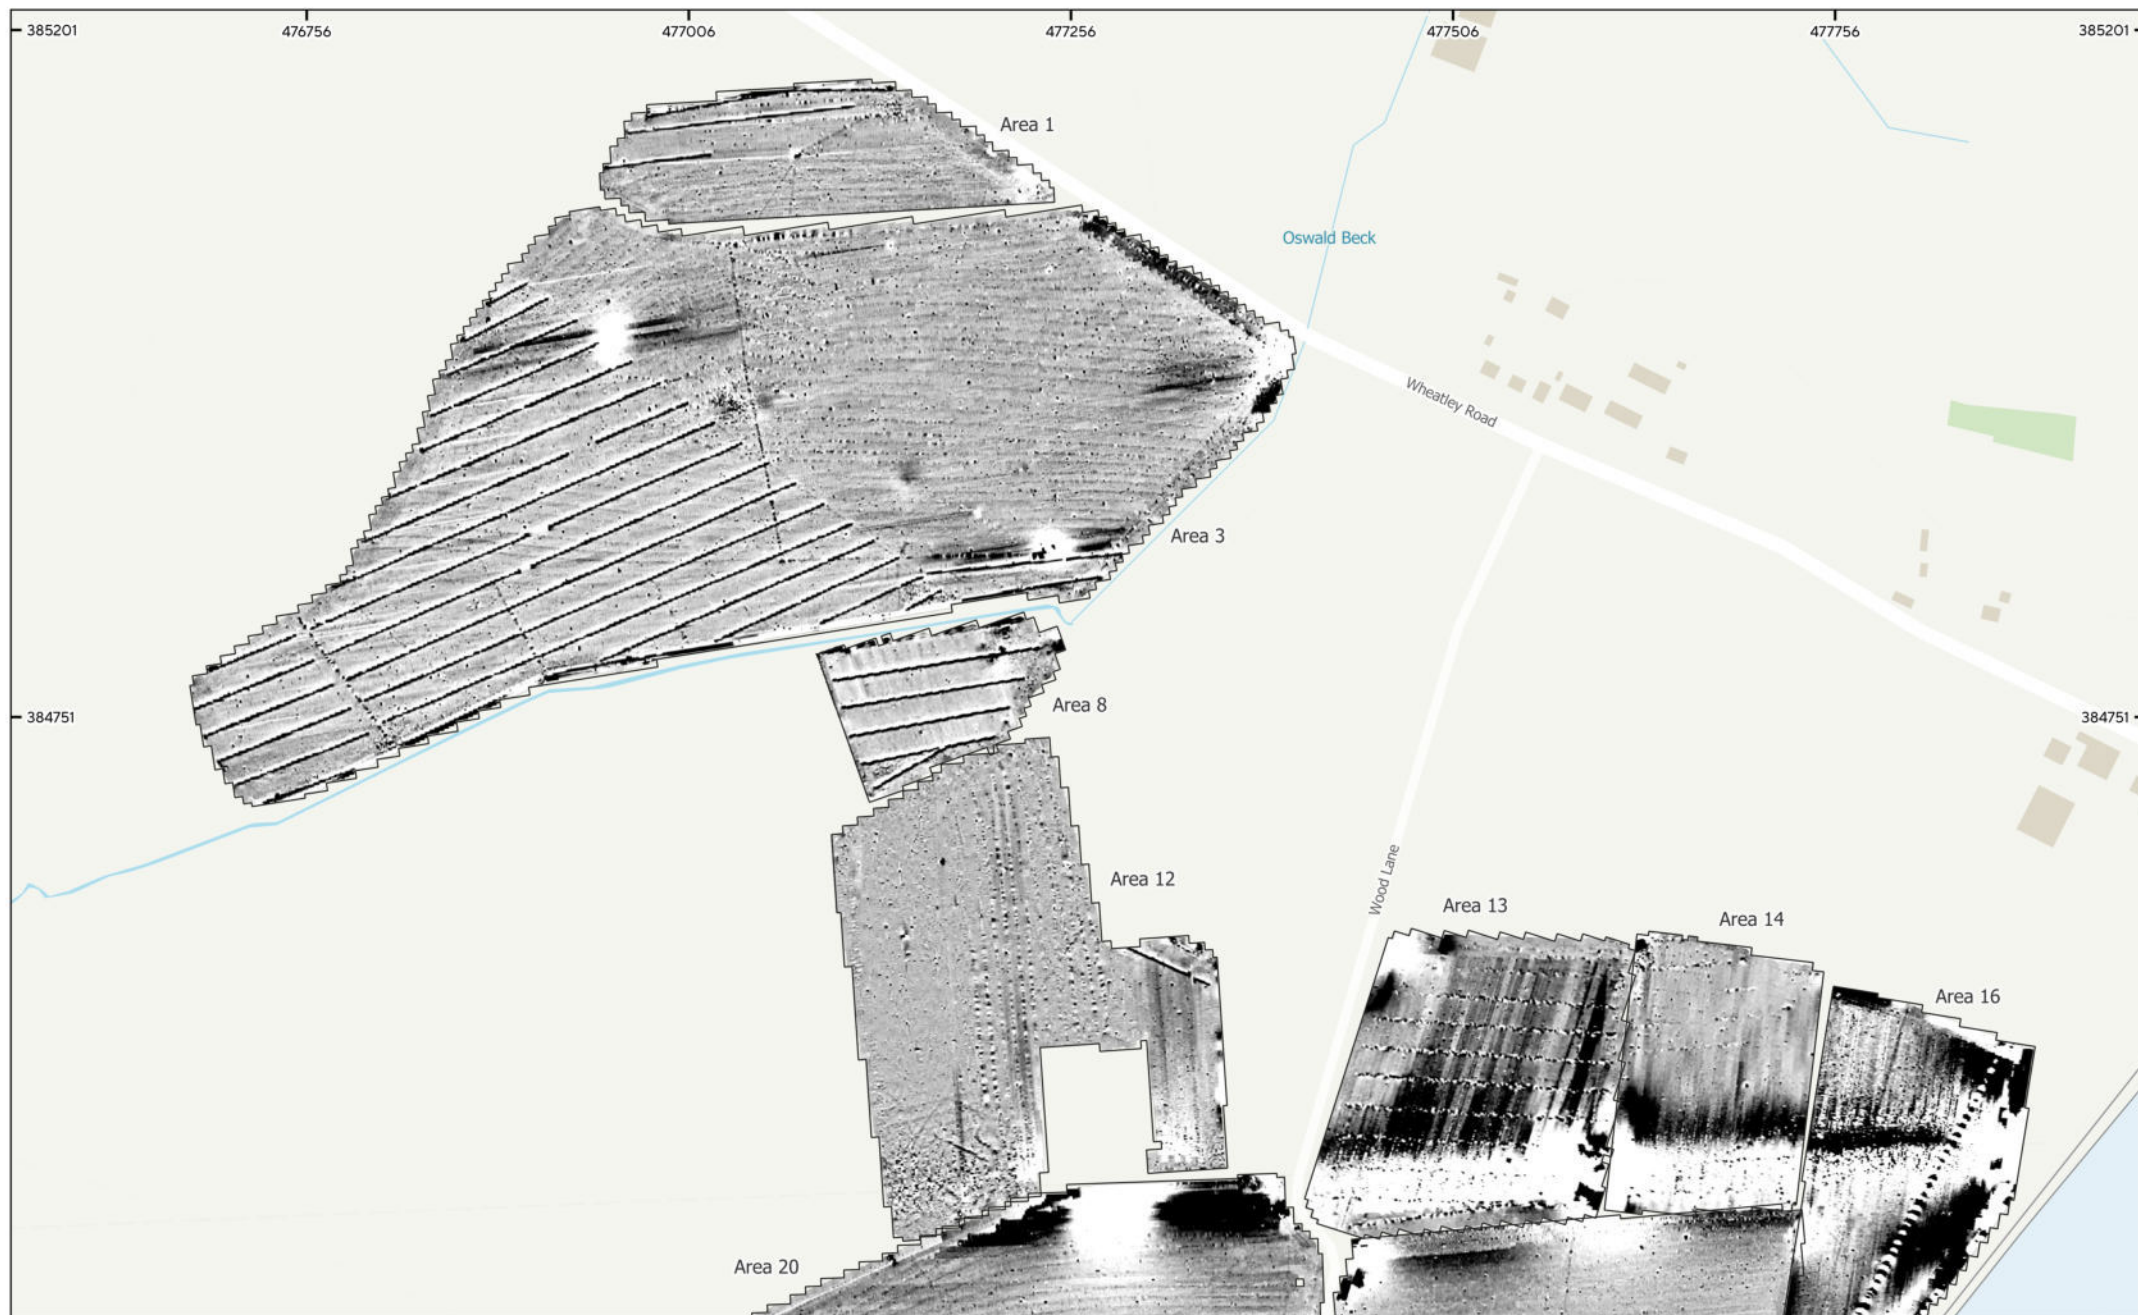 385201
476756
477006
477256
477506
477756
385201
Area 1
Oswald Beck
Wheatley Road
Area 3
Area 8
384751
384751
Wood Lane
Area 12
Area 13
Area 14
Area 16
Area 20